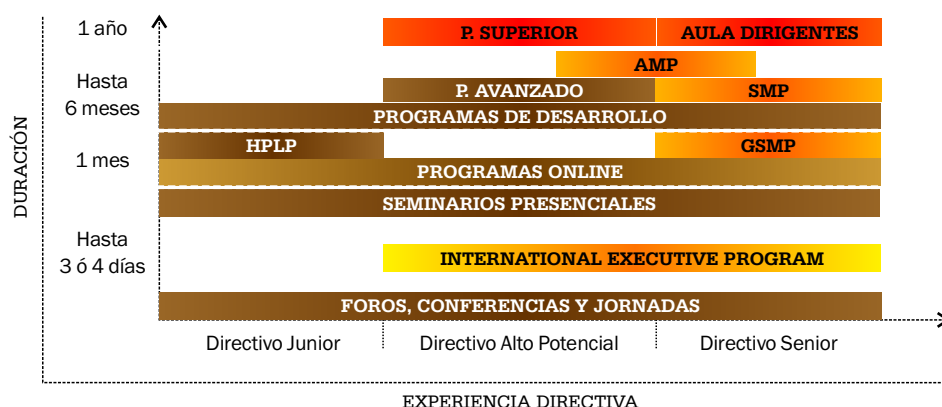 1 año
P. SUPERIOR
AULA DIRIGENTES
AMP
Hasta
6 meses
P. AVANZADO
SMP
PROGRAMAS DE DESARROLLO
HPLP
GSMP
1 mes
PROGRAMAS ONLINE
SEMINARIOS PRESENCIALES
Hasta
3 ó 4 días
INTERNATIONAL EXECUTIVE PROGRAM
FOROS, CONFERENCIAS Y JORNADAS
Directivo Junior
Directivo Alto Potencial
Directivo Senior
DURACIÓN
EXPERIENCIA DIRECTIVA